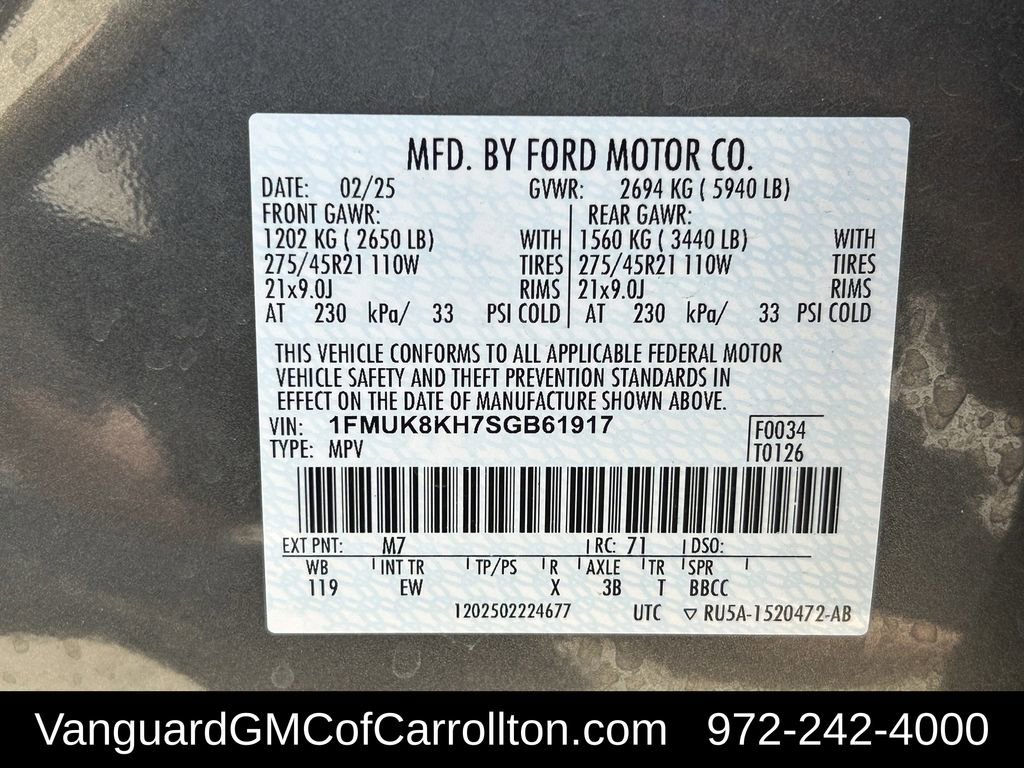 MFD. BY FORD MOTOR CO.
DATE: 02/25 GVWR: 2694 KG ( 5940 LB)
FRONT GAWR: REAR GAWR:
1202 KG ( 2650 LB) WITH 1560 KG ( 3440 LB) WITH
275/45R21 110W TIRES 275/45R21 110W TIRES
21x9.0J RIMS 21x9.0J RIMS
AT 230 kPa/ 33 PSI COLD AT 230 kPa/ 33 PSI COLD
THIS VEHICLE CONFORMS TO ALL APPLICABLE FEDERAL MOTOR
VEHICLE SAFETY AND THEFT PREVENTION STANDARDS IN
EFFECT ON THE DATE OF MANUFACTURE SHOWN ABOVE.
VIN: 1FMUK8KH7SGB61917 F0034
TYPE: MPV T0126
EXT PNT: M7 RC: 71 DSO:
WB INT TR TP/PS R AXLE TR SPR
119 EW X 3B T BBCC
1202502224677 UTC ▽ RU5A-1520472-AB
VanguardGMCofCarrollton.com 972-242-4000